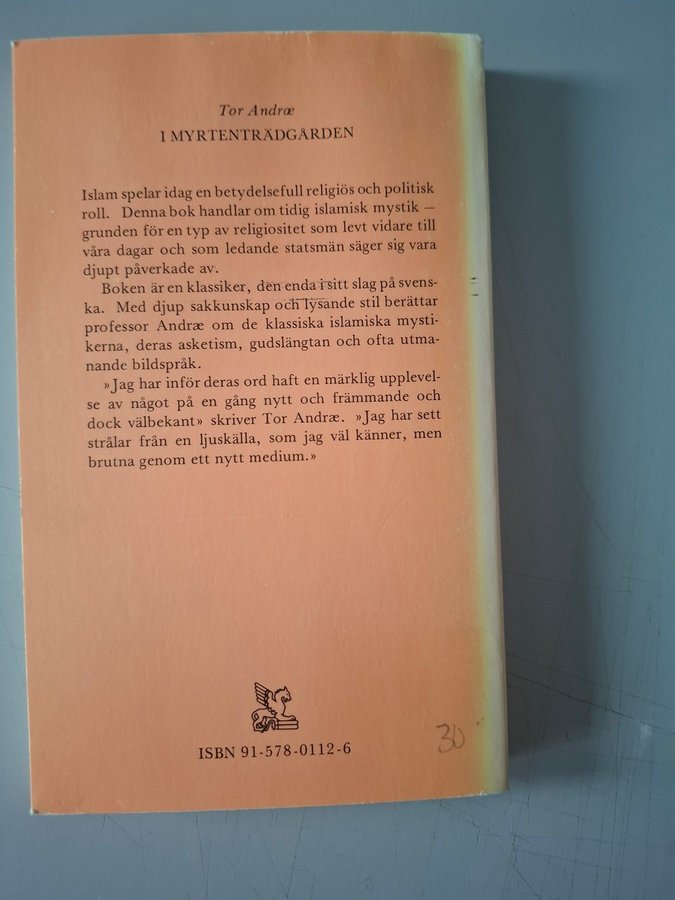 Tor Andræ
I MYRTENTRÄDGÅRDEN
Islam spelar idag en betydelsefull religiös och politisk
roll. Denna bok handlar om tidig islamisk mystik –
grunden för en typ av religiositet som levt vidare till
våra dagar och som ledande statsmän säger sig vara
djupt påverkade av.
Boken är en klassiker, den enda i sitt slag på svens-
ka. Med djup sakkunskap och lysande stil berättar
professor Andræ om de klassiska islamiska mysti-
kerna, deras asketism, gudslängtan och ofta utma-
nande bildspråk.
»Jag har inför deras ord haft en märklig upplevel-
se av något på en gång nytt och främmande och
dock välbekant» skriver Tor Andræ. »Jag har sett
strålar från en ljuskälla, som jag väl känner, men
brutna genom ett nytt medium.»
ISBN 91-578-0112-6
30